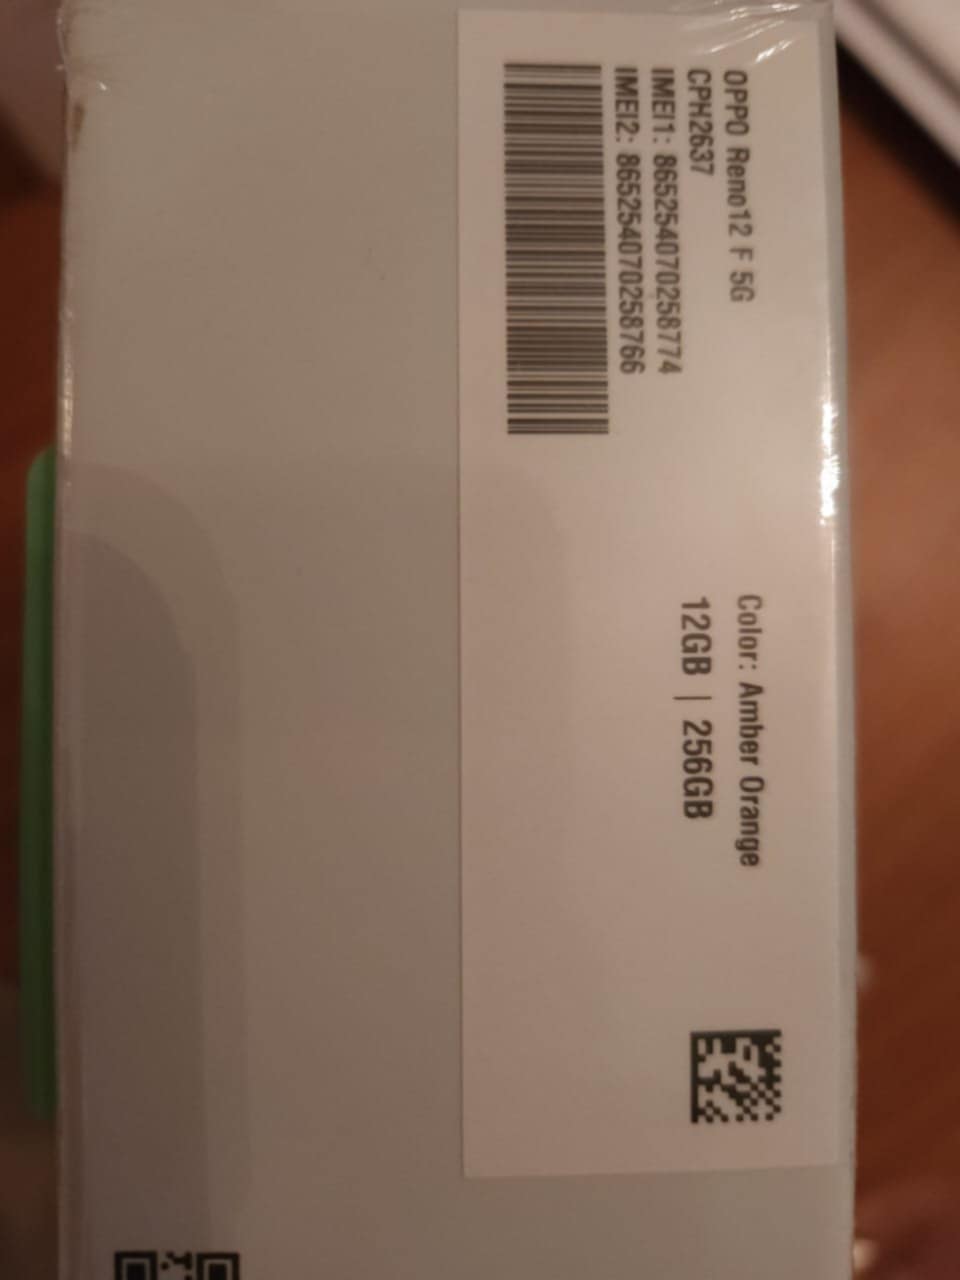 OPPO Reno12 F 5G
CPH2637
IMEI1: 865254070258774
IMEI2: 865254070258766
Color: Amber Orange
12GB | 256GB